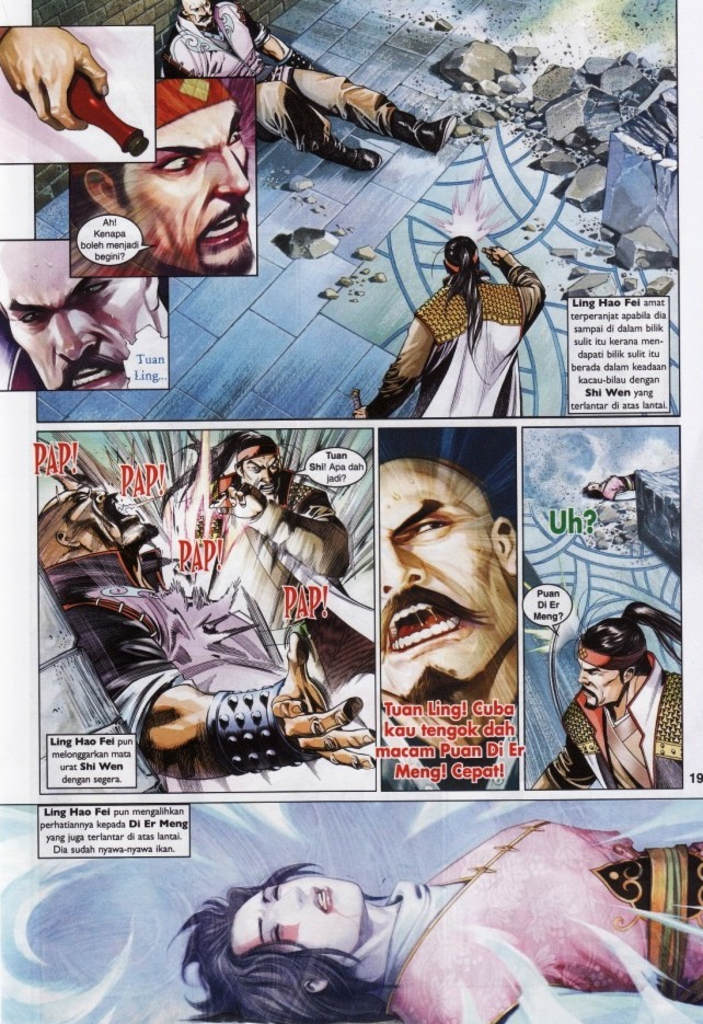 Ah!
Kenapa
boleh menjadi
begini?
Tuan
Ling...
Ling Hao Fei amat
terperanjat apabila dia
sampai di dalam bilik
sulit itu kerana men-
dapati bilik sulit itu
berada dalam keadaan
kacau-bilau dengan
Shi Wen yang
terlantar di atas lantai.
PAP!
PAP!
PAP!
PAP!
Tuan
Shi! Apa dah
jadi?
Ling Hao Fei pun
melonggarkan mata
urat Shi Wen
dengan segera.
Tuan Ling! Cuba
kau tengok dah
macam Puan Di Er
Meng! Cepat!
Uh?
Puan
Di Er
Meng?
19
Ling Hao Fei pun mengalihkan
perhatiannya kepada Di Er Meng
yang juga terlantar di atas lantai.
Dia sudah nyawa-nyawa ikan.